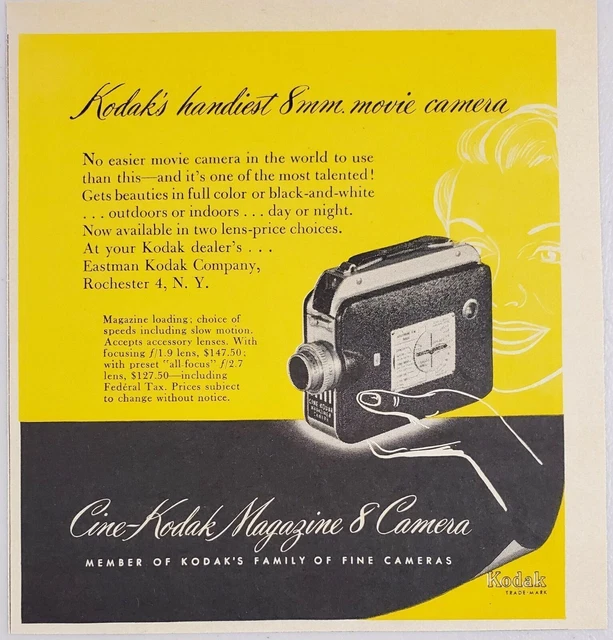 Kodak's handiest 8mm. movie camera
No easier movie camera in the world to use
than this—and it's one of the most talented!
Gets beauties in full color or black-and-white
. . . outdoors or indoors . . . day or night.
Now available in two lens-price choices.
At your Kodak dealer's . . .
Eastman Kodak Company,
Rochester 4, N. Y.
Magazine loading; choice of
speeds including slow motion.
Accepts accessory lenses. With
focusing f/1.9 lens, $147.50;
with preset "all-focus" f/2.7
lens, $127.50—including
Federal Tax. Prices subject
to change without notice.
CINE-KODAK
MAGAZINE 8
CAMERA
Cine-Kodak Magazine 8 Camera
MEMBER OF KODAK'S FAMILY OF FINE CAMERAS
Kodak
TRADE-MARK